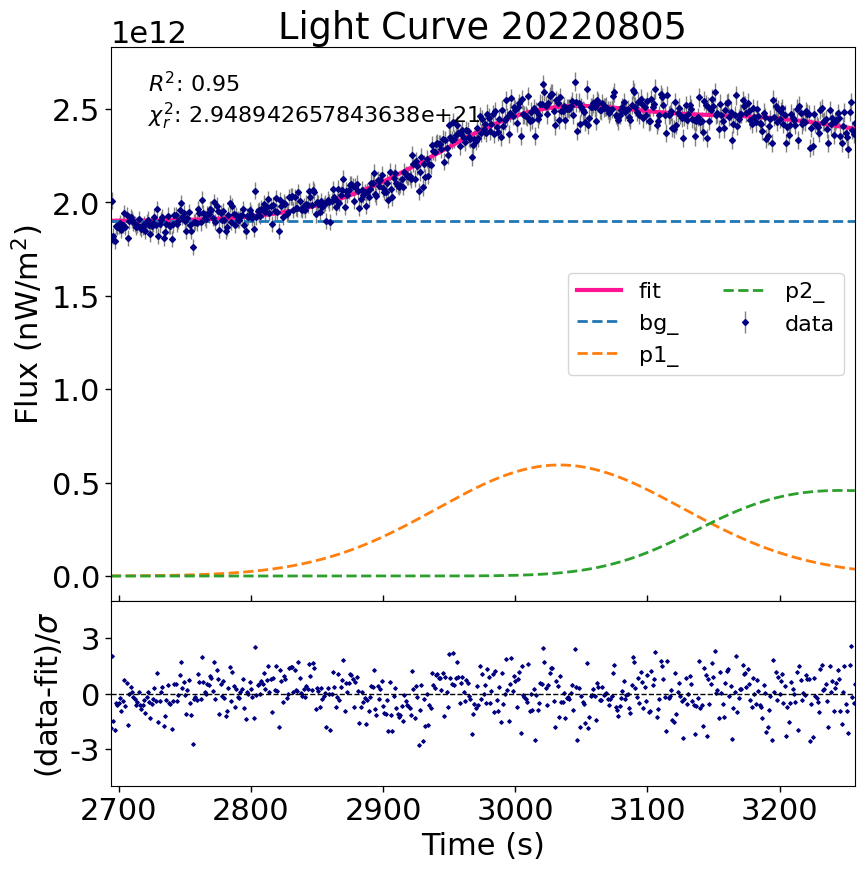 Light Curve 20220805
1e12
R²: 0.95
χ²ᵣ: 2.948942657843638e+21
2.5
2.0
1.5
1.0
0.5
0.0
Flux (nW/m²)
fit
bg_
p1_
p2_
data
3
0
-3
(data-fit)/σ
2700 2800 2900 3000 3100 3200
Time (s)